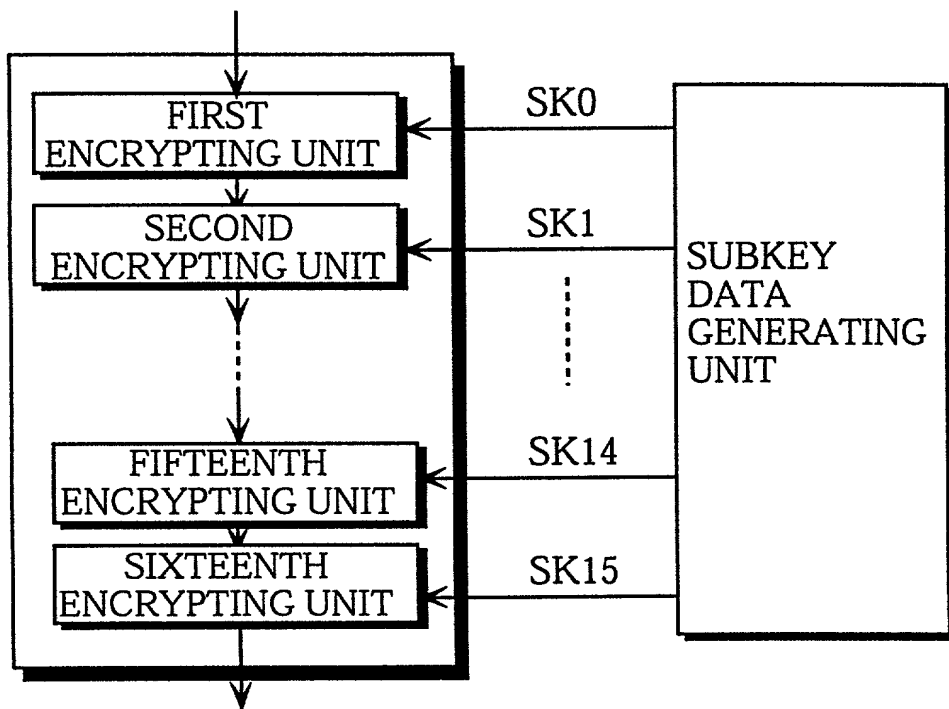 FIRST
ENCRYPTING UNIT
SK0
SECOND
ENCRYPTING UNIT
SK1
SUBKEY
DATA
GENERATING
UNIT
FIFTEENTH
ENCRYPTING UNIT
SK14
SIXTEENTH
ENCRYPTING UNIT
SK15